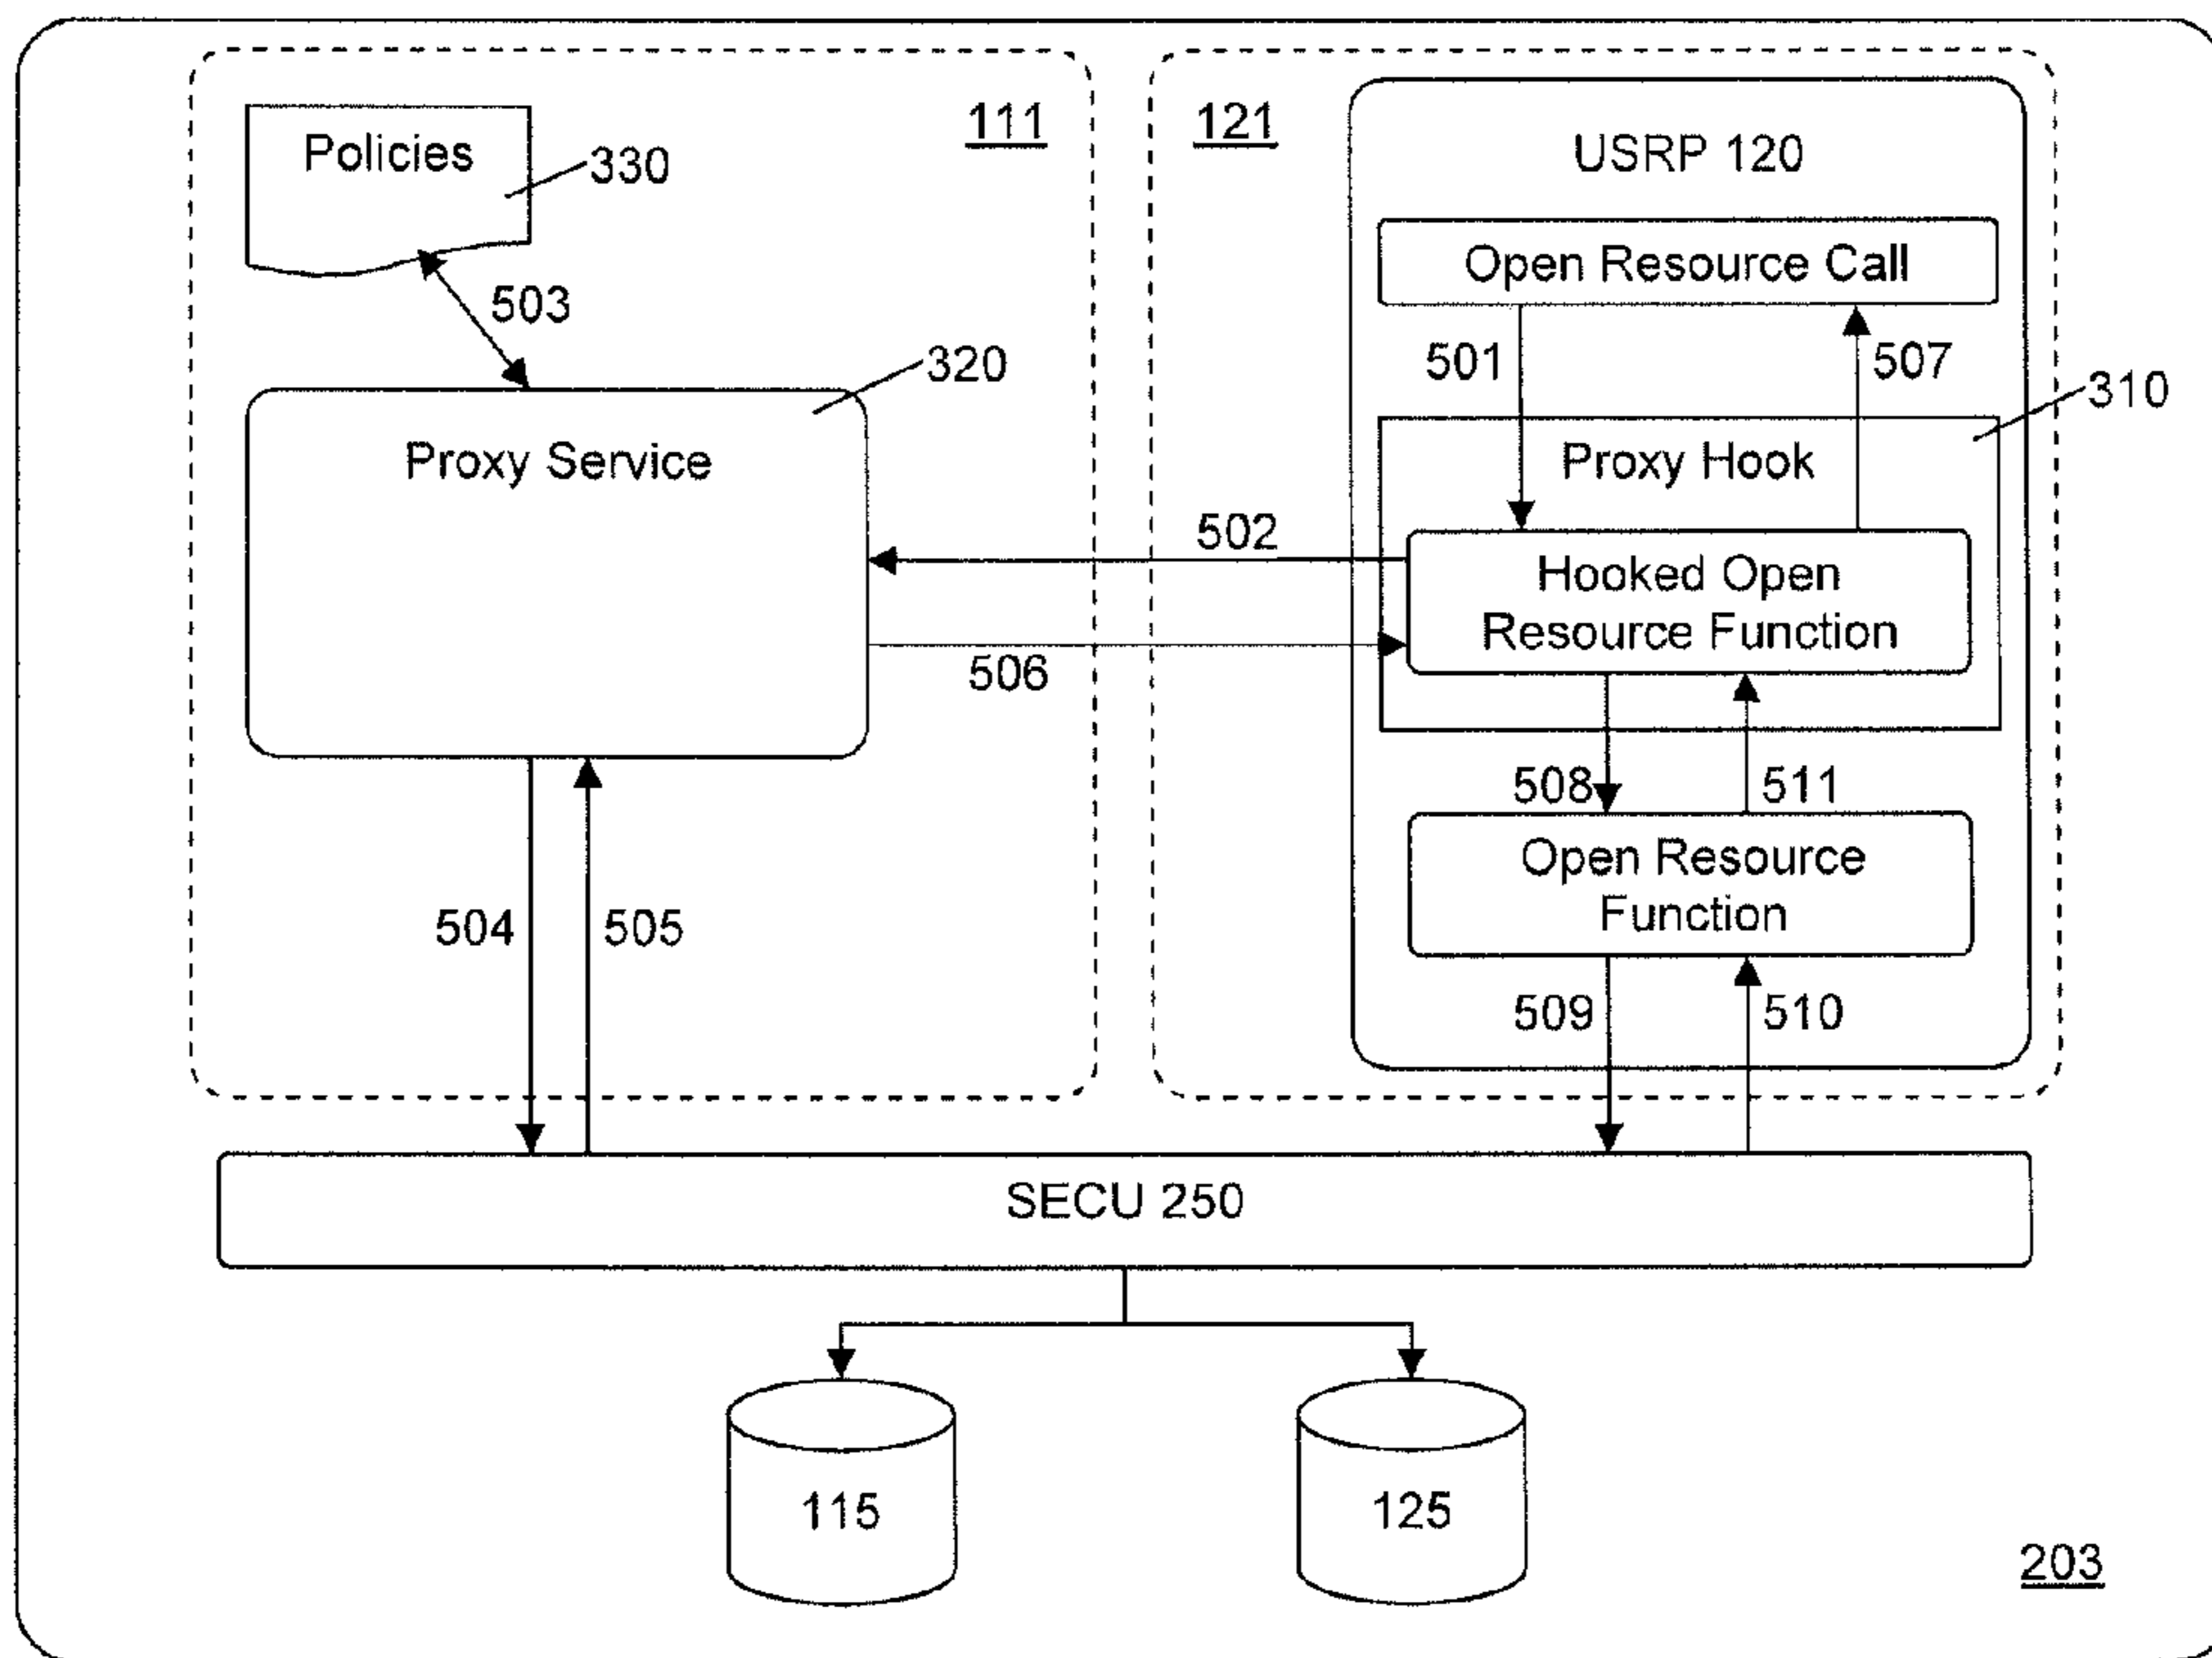 Policies
330
111
503
320
Proxy Service
502
506
504
505
121
USRP 120
Open Resource Call
501
507
310
Proxy Hook
Hooked Open
Resource Function
508
511
Open Resource
Function
509
510
SECU 250
115
125
203